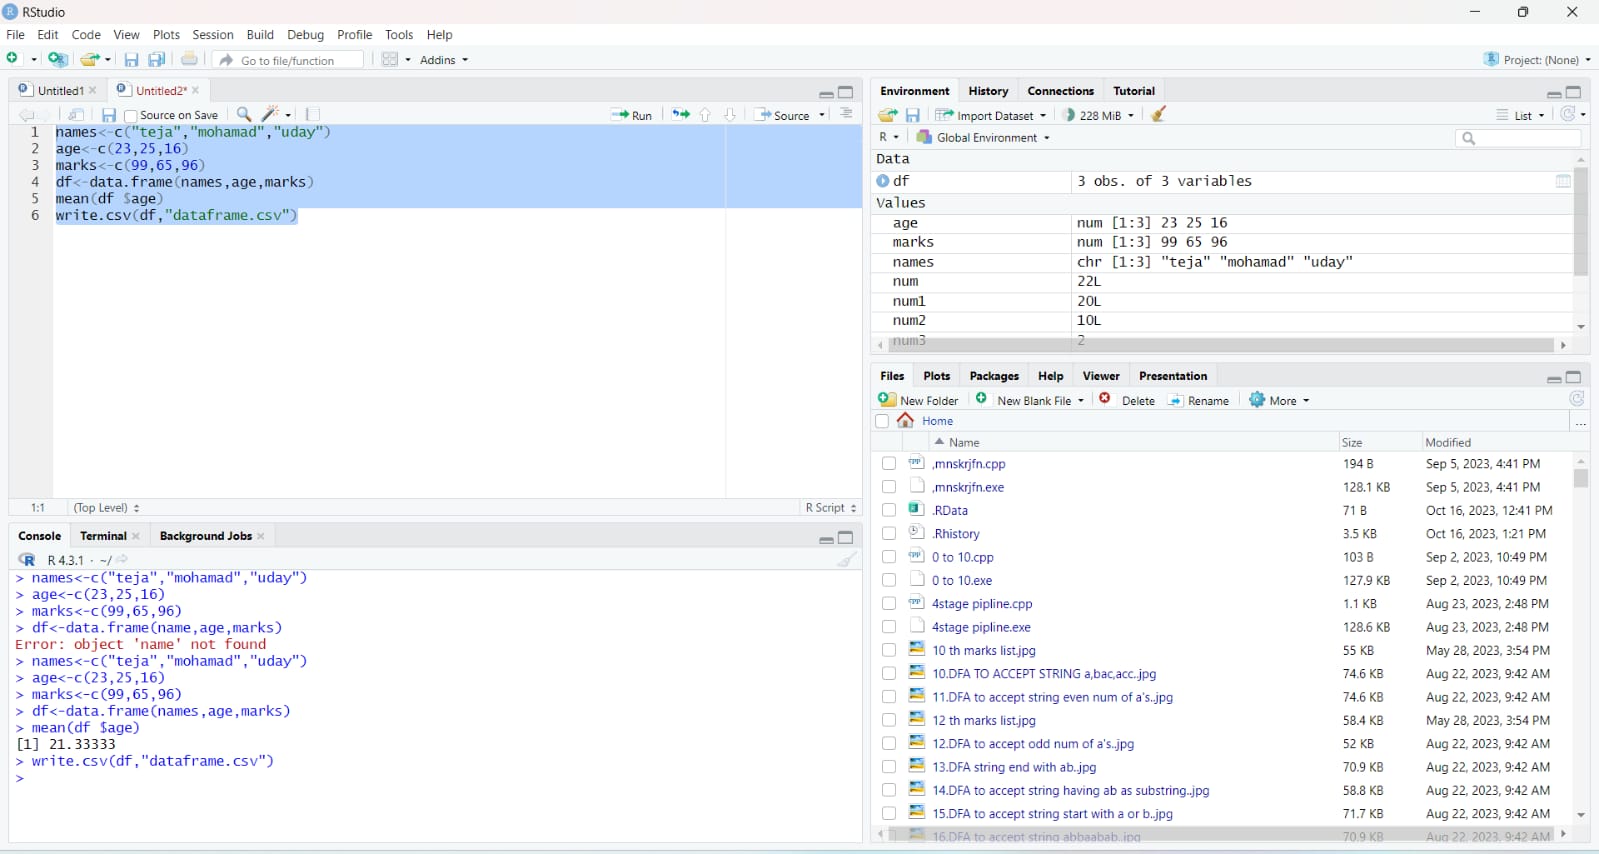 RStudio
File Edit Code View Plots Session Build Debug Profile Tools Help
Go to file/function Addins Project: (None)
Untitled1 Untitled2*
Source on Save Run Source
1 names<-c("teja","mohamad","uday")
2 age<-c(23,25,16)
3 marks<-c(99,65,96)
4 df<-data.frame(names,age,marks)
5 mean(df $age)
6 write.csv(df,"dataframe.csv")
1:1 (Top Level) R Script
Console Terminal Background Jobs
R 4.3.1 · ~/
> names<-c("teja","mohamad","uday")
> age<-c(23,25,16)
> marks<-c(99,65,96)
> df<-data.frame(name,age,marks)
Error: object 'name' not found
> names<-c("teja","mohamad","uday")
> age<-c(23,25,16)
> marks<-c(99,65,96)
> df<-data.frame(names,age,marks)
> mean(df $age)
[1] 21.33333
> write.csv(df,"dataframe.csv")
>
Environment History Connections Tutorial
Import Dataset 228 MiB List
R Global Environment
Data
df 3 obs. of 3 variables
Values
age num [1:3] 23 25 16
marks num [1:3] 99 65 96
names chr [1:3] "teja" "mohamad" "uday"
num 22L
num1 20L
num2 10L
num3 2
Files Plots Packages Help Viewer Presentation
New Folder New Blank File Delete Rename More
Home ...
Name Size Modified
,mnskrjfn.cpp 194 B Sep 5, 2023, 4:41 PM
,mnskrjfn.exe 128.1 KB Sep 5, 2023, 4:41 PM
.RData 71 B Oct 16, 2023, 12:41 PM
.Rhistory 3.5 KB Oct 16, 2023, 1:21 PM
0 to 10.cpp 103 B Sep 2, 2023, 10:49 PM
0 to 10.exe 127.9 KB Sep 2, 2023, 10:49 PM
4stage pipline.cpp 1.1 KB Aug 23, 2023, 2:48 PM
4stage pipline.exe 128.6 KB Aug 23, 2023, 2:48 PM
10 th marks list.jpg 55 KB May 28, 2023, 3:54 PM
10.DFA TO ACCEPT STRING a,bac,acc..jpg 74.6 KB Aug 22, 2023, 9:42 AM
11.DFA to accept string even num of a's..jpg 74.6 KB Aug 22, 2023, 9:42 AM
12 th marks list.jpg 58.4 KB May 28, 2023, 3:54 PM
12.DFA to accept odd num of a's..jpg 52 KB Aug 22, 2023, 9:42 AM
13.DFA string end with ab..jpg 70.9 KB Aug 22, 2023, 9:42 AM
14.DFA to accept string having ab as substring..jpg 58.8 KB Aug 22, 2023, 9:42 AM
15.DFA to accept string start with a or b..jpg 71.7 KB Aug 22, 2023, 9:42 AM
16.DFA to accept string abbaabab..jpg 70.9 KB Aug 22, 2023, 9:42 AM